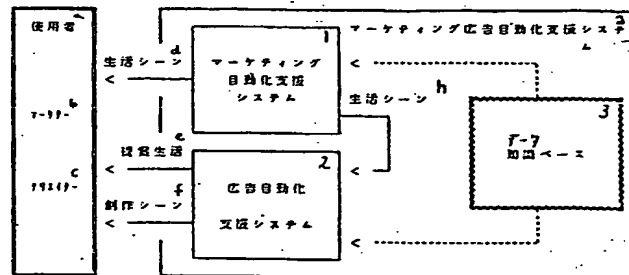 使用者 a
マーケター b
クリエイター c
生活シーン d
<
提案生活 e
<
創作シーン f
<
1
マーケティング
自動化支援
システム
2
広告自動化
支援システム
マーケティング広告自動化支援システム
生活シーン h
<
<
<
3
データ
知識ベース